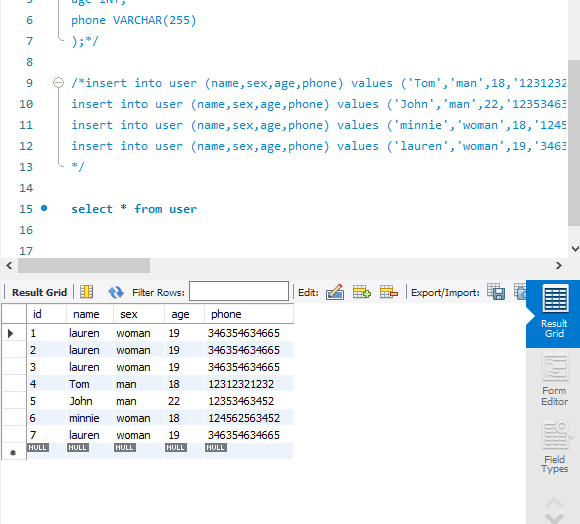 5 age INT,
6 phone VARCHAR(255)
7 );*/
8
9 /*insert into user (name,sex,age,phone) values ('Tom','man',18,'1231232
10 insert into user (name,sex,age,phone) values ('John','man',22,'12353463
11 insert into user (name,sex,age,phone) values ('minnie','woman',18,'1245
12 insert into user (name,sex,age,phone) values ('lauren','woman',19,'3463
13 */
14
15 select * from user
16
17
Result Grid Filter Rows: Edit: Export/Import:
id name sex age phone
1 lauren woman 19 346354634665
2 lauren woman 19 346354634665
3 lauren woman 19 346354634665
4 Tom man 18 12312321232
5 John man 22 12353463452
6 minnie woman 18 124562563452
7 lauren woman 19 346354634665
NULL NULL NULL NULL NULL
Result
Grid
Form
Editor
Field
Types